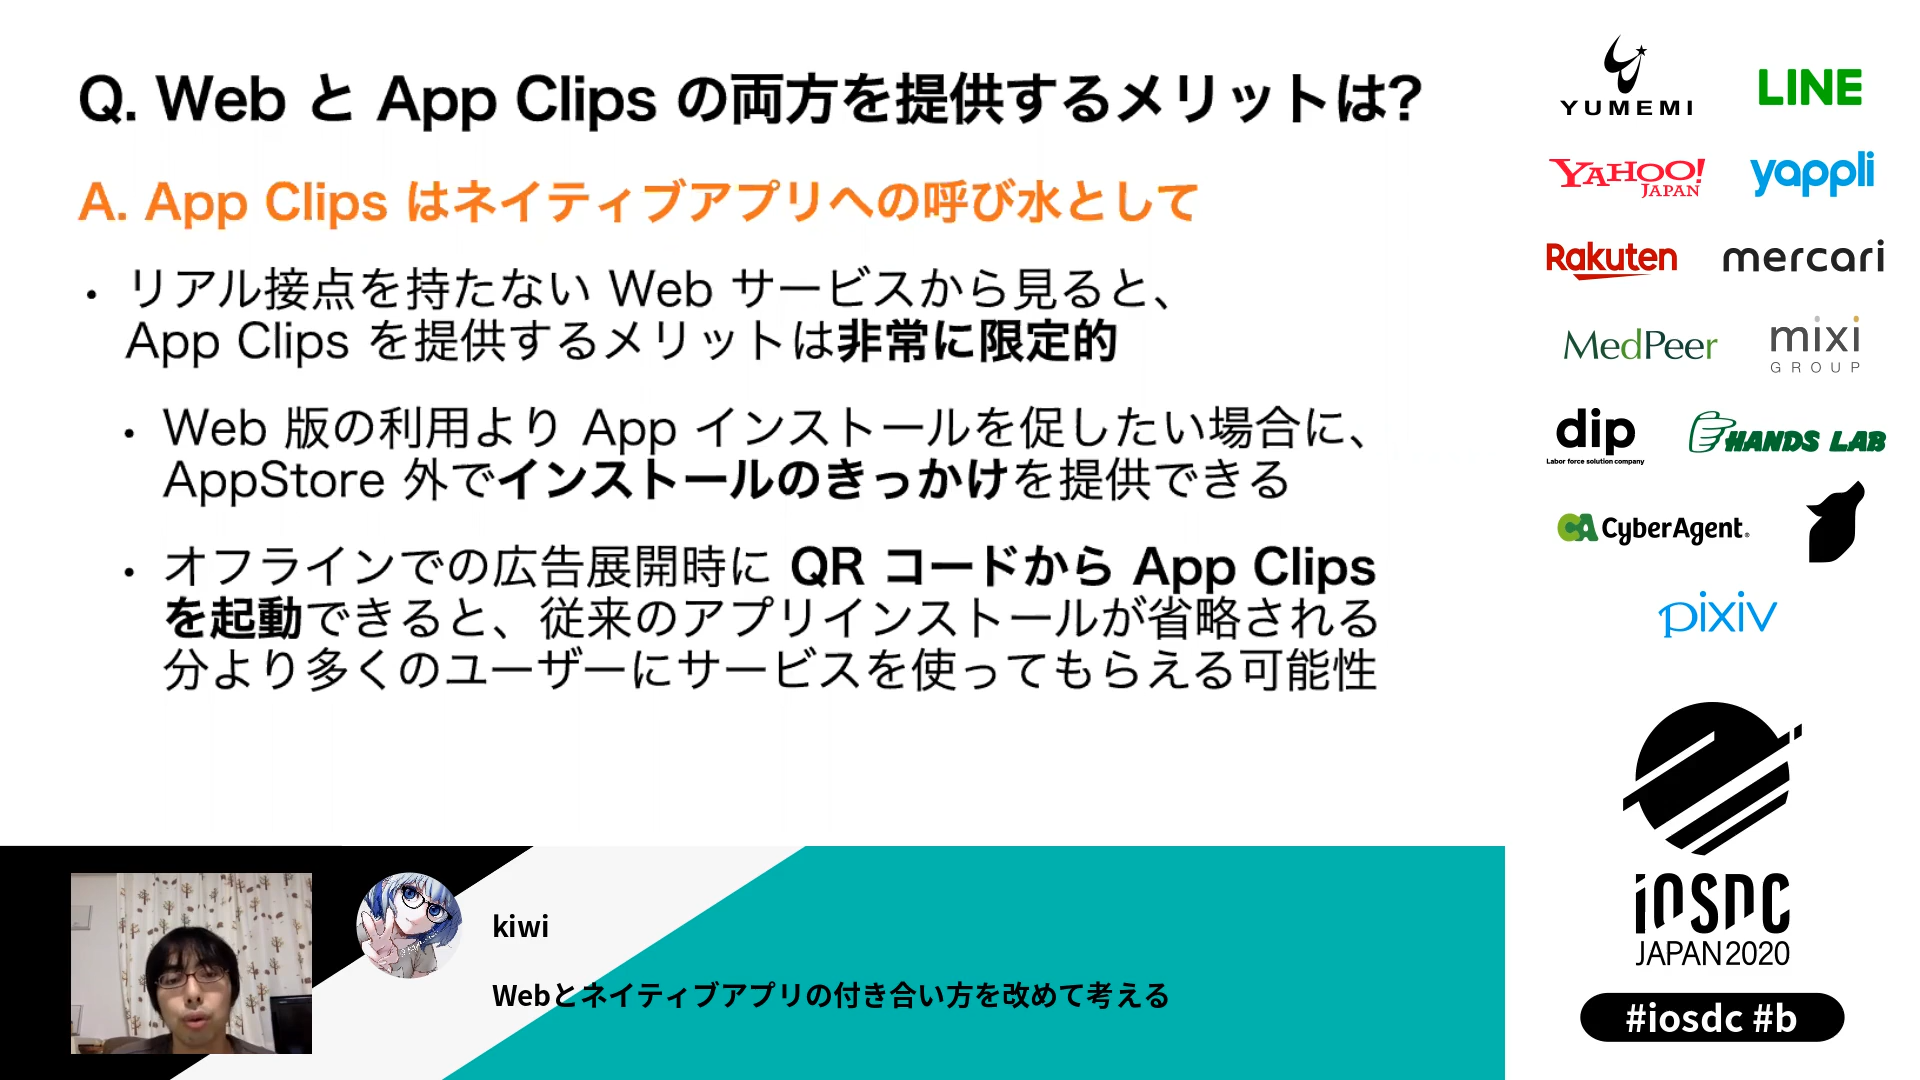 Q. Web と App Clips の両方を提供するメリットは?
A. App Clips はネイティブアプリへの呼び水として
・リアル接点を持たない Web サービスから見ると、
App Clips を提供するメリットは非常に限定的
・Web 版の利用より App インストールを促したい場合に、
AppStore 外でインストールのきっかけを提供できる
・オフラインでの広告展開時に QR コードから App Clips
を起動できると、従来のアプリインストールが省略される
分より多くのユーザーにサービスを使ってもらえる可能性
kiwi
Webとネイティブアプリの付き合い方を改めて考える
YUMEMI
LINE
YAHOO!
JAPAN
yappli
Rakuten
mercari
MedPeer
mixi
GROUP
dip
Labor force solution company
HANDS LAB
CA CyberAgent.
pixiv
iOSDC
JAPAN2020
#iosdc #b